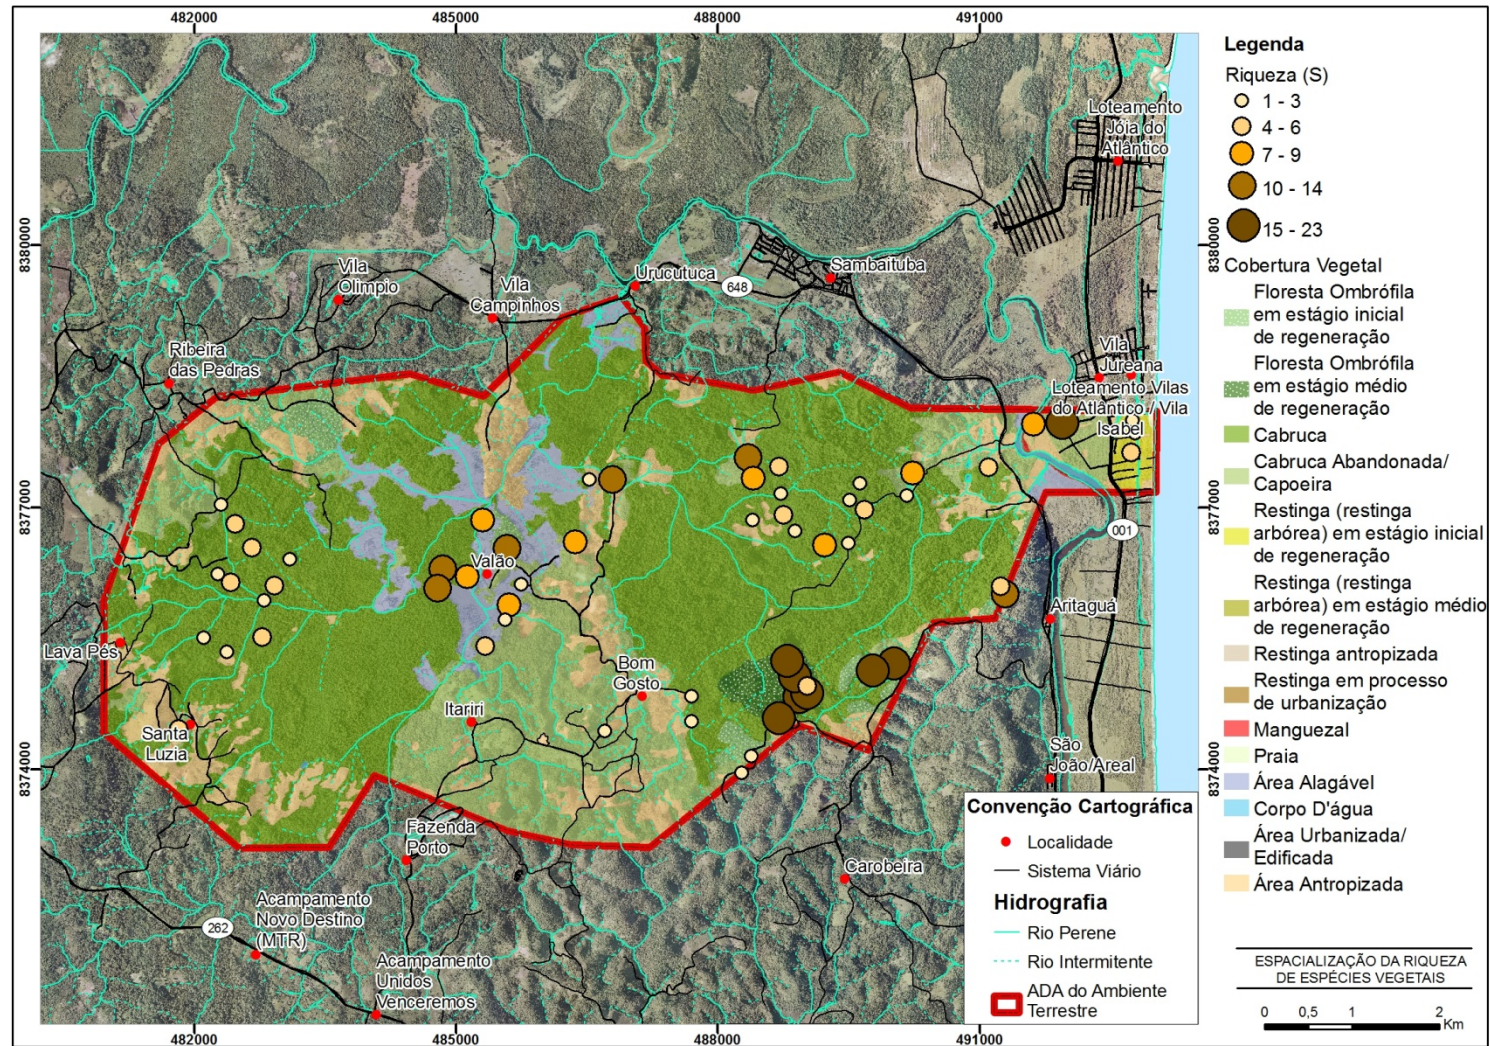 482000
485000
488000
491000
8380000
8377000
8374000
8380000
8377000
8374000
482000
485000
488000
491000
Loteamento
Jóia do
Atlântico
Vila
Olimpio
Vila
Campinhos
Urucutuca
648
Sambaituba
Ribeira
das Pedras
Vila
Jureana
Loteamento Vilas
do Atlântico / Vila
Isabel
001
Valão
Aritaguá
Lava Pés
Bom
Gosto
Itariri
Santa
Luzia
São
João/Areal
Fazenda
Porto
Carobeira
Acampamento
Novo Destino
(MTR)
262
Acampamento
Unidos
Venceremos
Convenção Cartográfica
Localidade
Sistema Viário
Hidrografia
Rio Perene
Rio Intermitente
ADA do Ambiente
Terrestre
Legenda
Riqueza (S)
1 - 3
4 - 6
7 - 9
10 - 14
15 - 23
Cobertura Vegetal
Floresta Ombrófila
em estágio inicial
de regeneração
Floresta Ombrófila
em estágio médio
de regeneração
Cabruca
Cabruca Abandonada/
Capoeira
Restinga (restinga
arbórea) em estágio inicial
de regeneração
Restinga (restinga
arbórea) em estágio médio
de regeneração
Restinga antropizada
Restinga em processo
de urbanização
Manguezal
Praia
Área Alagável
Corpo D'água
Área Urbanizada/
Edificada
Área Antropizada
ESPACIALIZAÇÃO DA RIQUEZA
DE ESPÉCIES VEGETAIS
0 0,5 1 2
Km